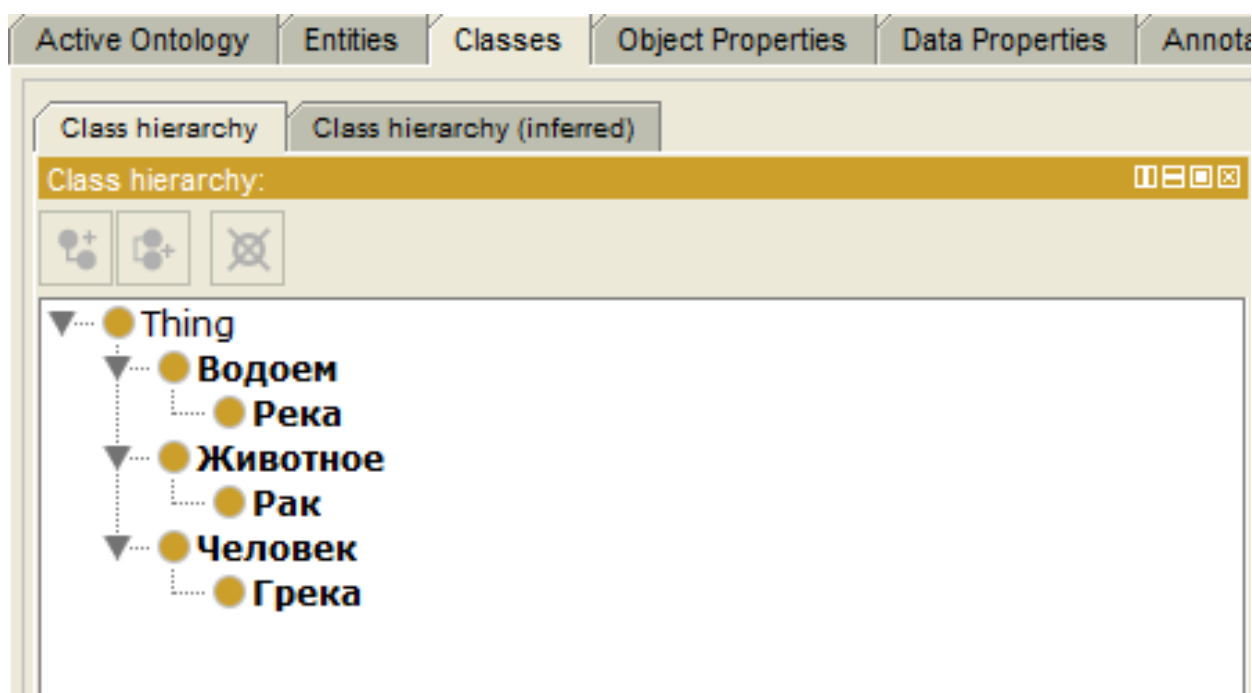 Active Ontology Entities Classes Object Properties Data Properties Annota
Class hierarchy Class hierarchy (inferred)
Class hierarchy:
Thing
Водоем
Река
Животное
Рак
Человек
Грека